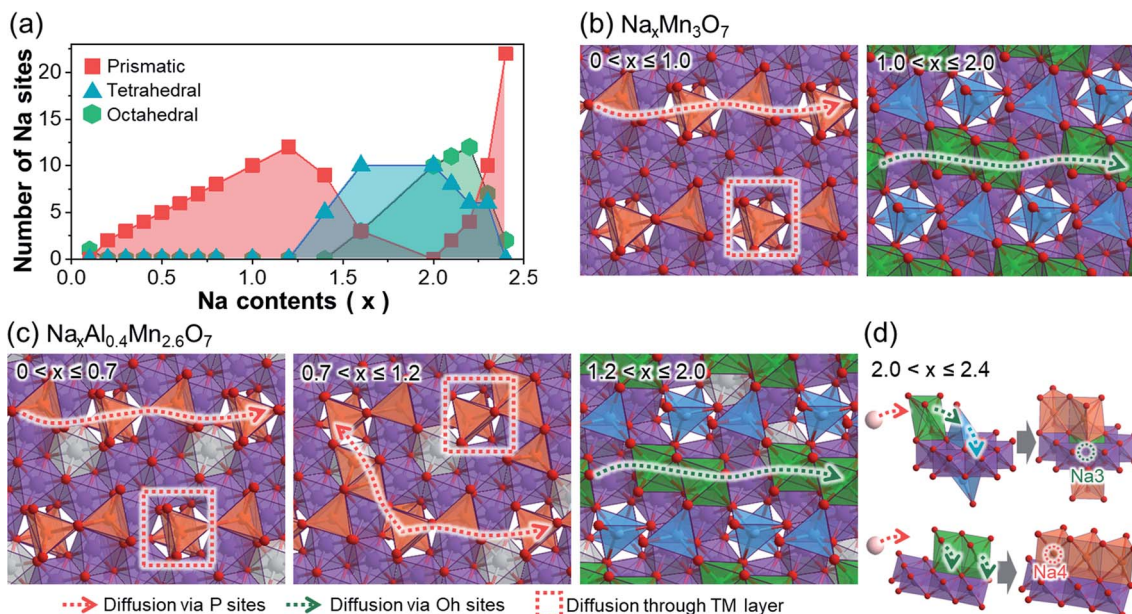 (a)
Number of Na sites
20
15
10
5
0
Prismatic
Tetrahedral
Octahedral
0.0 0.5 1.0 1.5 2.0 2.5
Na contents ( x )
(b) NaₓMn₃O₇
0 < x ≤ 1.0
1.0 < x ≤ 2.0
(c) NaₓAl₀.₄Mn₂.₆O₇
0 < x ≤ 0.7
0.7 < x ≤ 1.2
1.2 < x ≤ 2.0
(d)
2.0 < x ≤ 2.4
Na3
Na4
Diffusion via P sites
Diffusion via Oh sites
Diffusion through TM layer